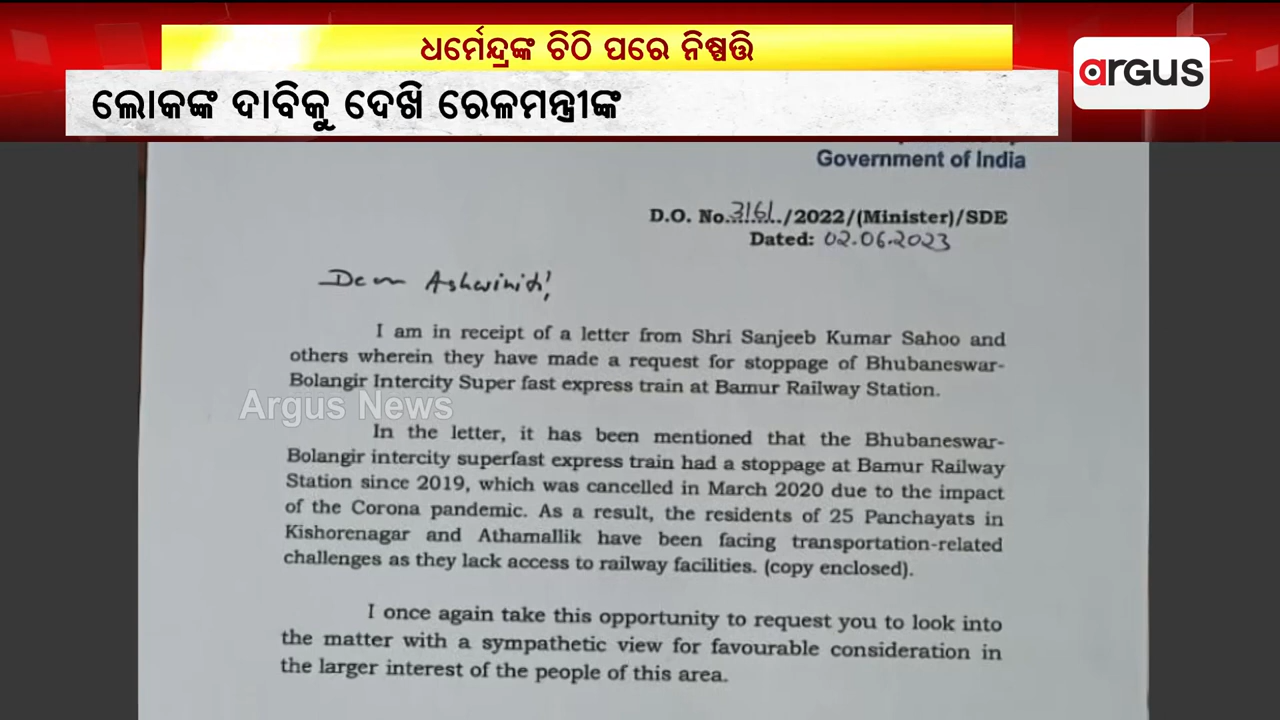 ଧର୍ମେନ୍ଦ୍ରଙ୍କ ଚିଠି ପରେ ନିଷ୍ପତ୍ତି
ଲୋକଙ୍କ ଦାବିକୁ ଦେଖି ରେଳମନ୍ତ୍ରୀଙ୍କ
argus
Government of India
D.O. No.3161/2022/(Minister)/SDE
Dated: 02.06.2023
Dear Ashwini
I am in receipt of a letter from Shri Sanjeeb Kumar Sahoo and
others wherein they have made a request for stoppage of Bhubaneswar-
Bolangir Intercity Super fast express train at Bamur Railway Station.
Argus News
In the letter, it has been mentioned that the Bhubaneswar-
Bolangir intercity superfast express train had a stoppage at Bamur Railway
Station since 2019, which was cancelled in March 2020 due to the impact
of the Corona pandemic. As a result, the residents of 25 Panchayats in
Kishorenagar and Athamallik have been facing transportation-related
challenges as they lack access to railway facilities. (copy enclosed).
I once again take this opportunity to request you to look into
the matter with a sympathetic view for favourable consideration in
the larger interest of the people of this area.